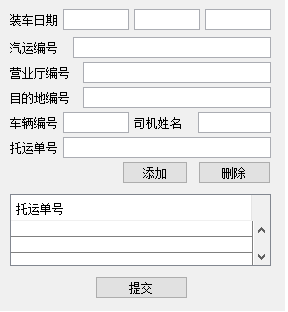 装车日期
汽运编号
营业厅编号
目的地编号
车辆编号 司机姓名
托运单号
添加 删除
托运单号
提交